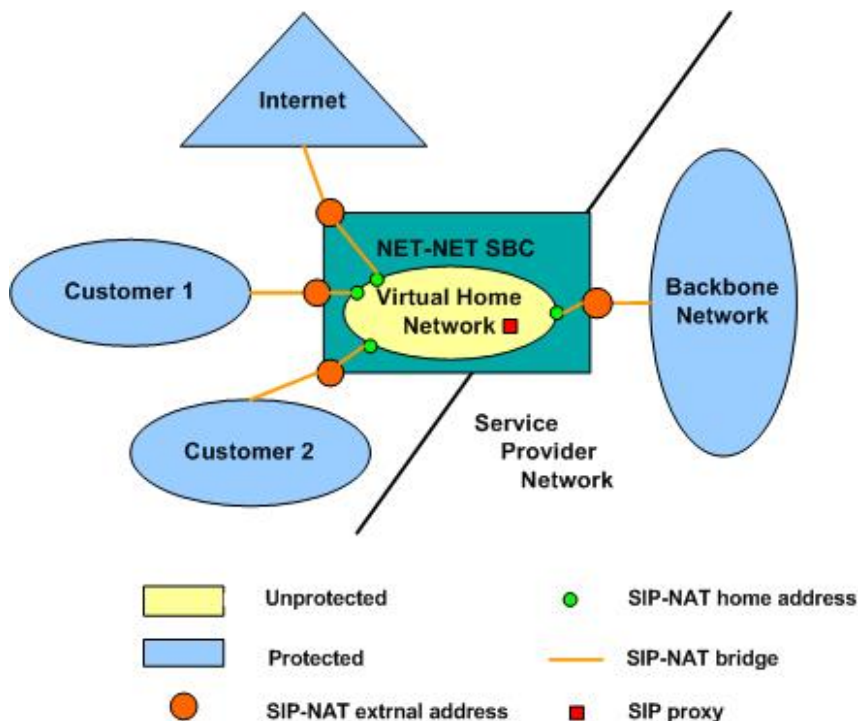 Internet
NET-NET SBC
Customer 1
Virtual Home
Network
Backbone
Network
Customer 2
Service
Provider
Network
Unprotected
SIP-NAT home address
Protected
SIP-NAT bridge
SIP-NAT extrnal address
SIP proxy